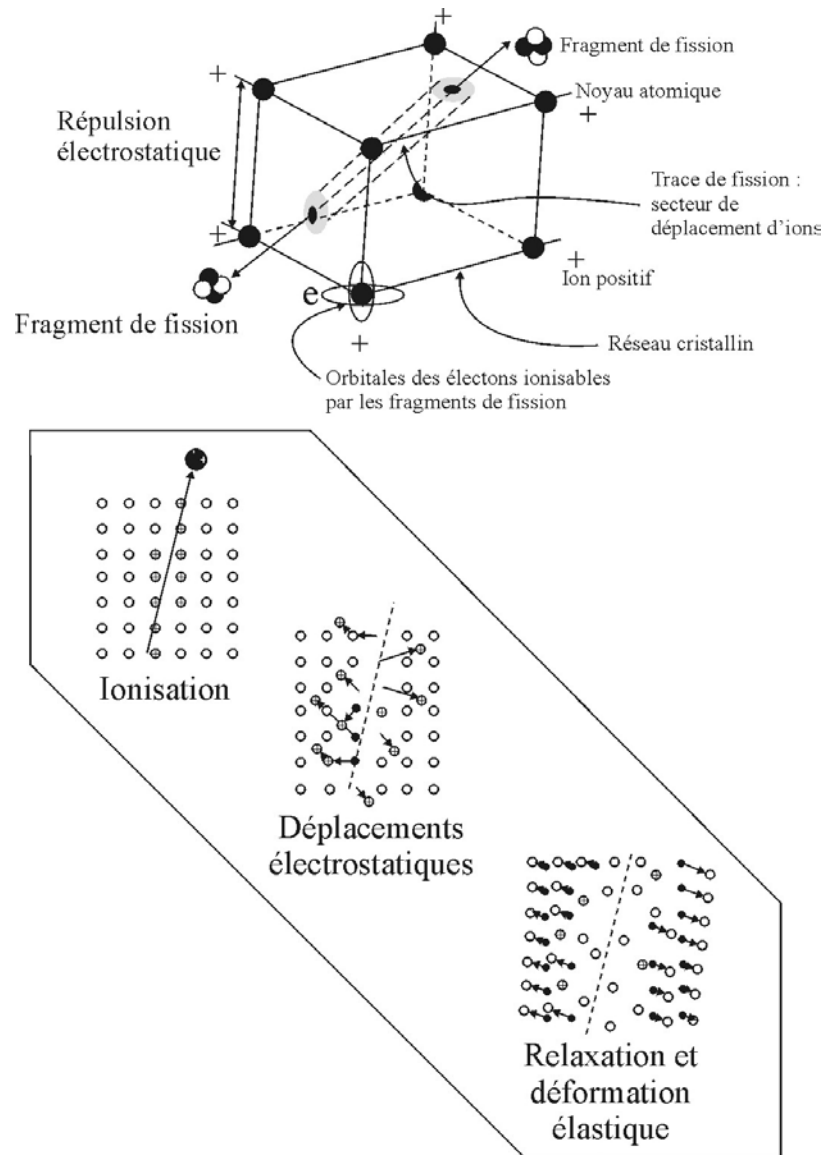 Fragment de fission
Noyau atomique
Répulsion
électrostatique
Trace de fission :
secteur de
déplacement d'ions
Ion positif
e
Fragment de fission
Réseau cristallin
Orbitales des électons ionisables
par les fragments de fission
+
+
+
+
+
+
Ionisation
Déplacements
électrostatiques
Relaxation et
déformation
élastique